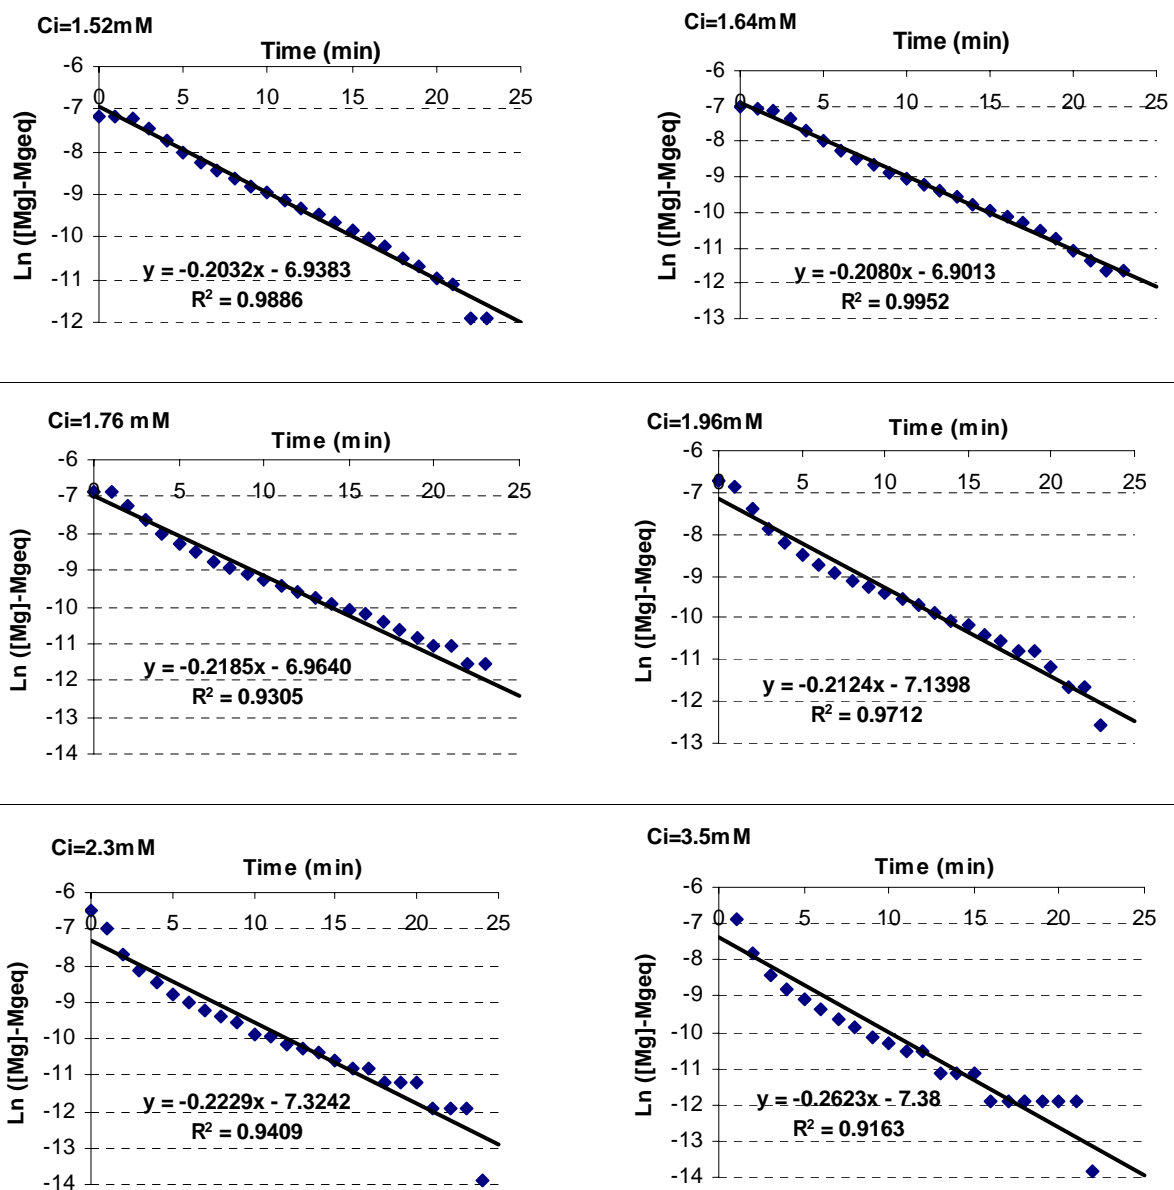 Ci=1.52mM
Time (min)
-6
0 5 10 15 20 25
-7
-8
-9
-10
-11
-12
Ln ([Mg]-Mgeq)
y = -0.2032x - 6.9383
R² = 0.9886
Ci=1.64mM
Time (min)
-6
0 5 10 15 20 25
-7
-8
-9
-10
-11
-12
-13
Ln ([Mg]-Mgeq)
y = -0.2080x - 6.9013
R² = 0.9952
Ci=1.76 mM
Time (min)
-6
0 5 10 15 20 25
-7
-8
-9
-10
-11
-12
-13
-14
Ln ([Mg]-Mgeq)
y = -0.2185x - 6.9640
R² = 0.9305
Ci=1.96mM
Time (min)
-6
0 5 10 15 20 25
-7
-8
-9
-10
-11
-12
-13
Ln ([Mg]-Mgeq)
y = -0.2124x - 7.1398
R² = 0.9712
Ci=2.3mM
Time (min)
-6
0 5 10 15 20 25
-7
-8
-9
-10
-11
-12
-13
-14
Ln ([Mg]-Mgeq)
y = -0.2229x - 7.3242
R² = 0.9409
Ci=3.5mM
Time (min)
-6
0 5 10 15 20 25
-7
-8
-9
-10
-11
-12
-13
-14
Ln ([Mg]-Mgeq)
y = -0.2623x - 7.38
R² = 0.9163